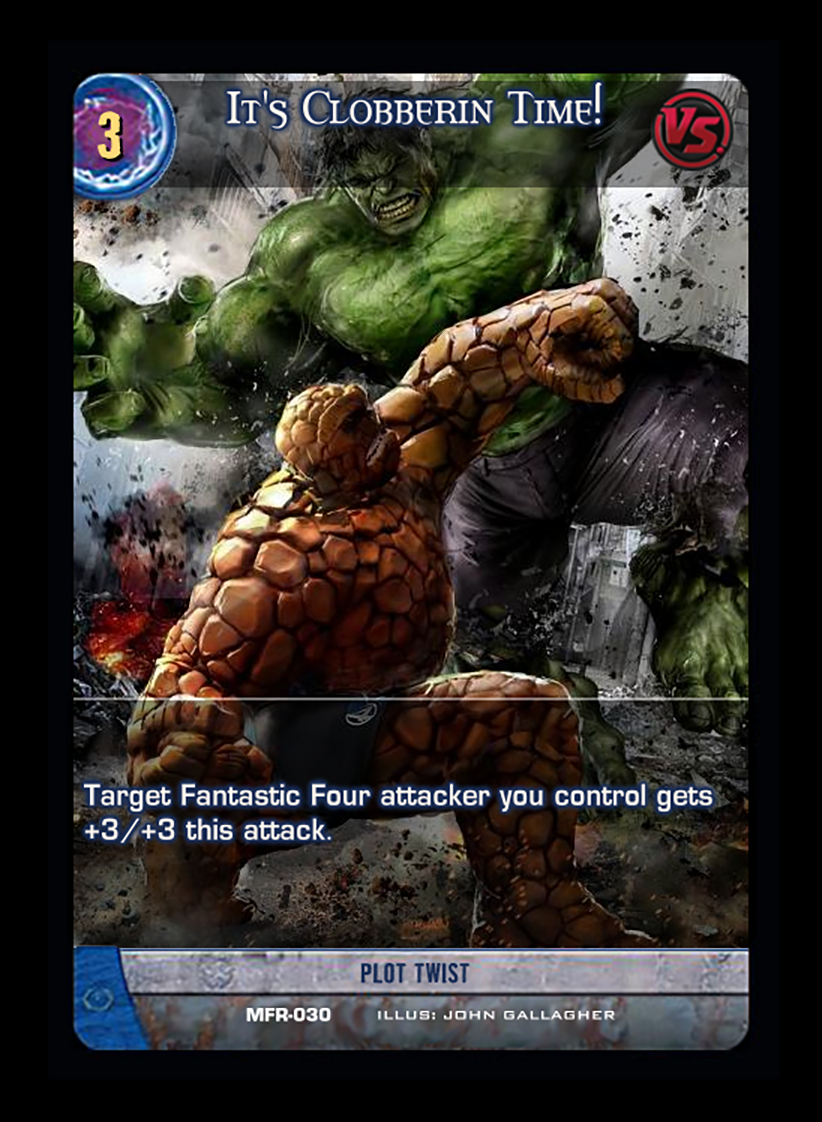 3
It's Clobberin Time!
VS.
Target Fantastic Four attacker you control gets
+3/+3 this attack.
PLOT TWIST
MFR-030 ILLUS: JOHN GALLAGHER